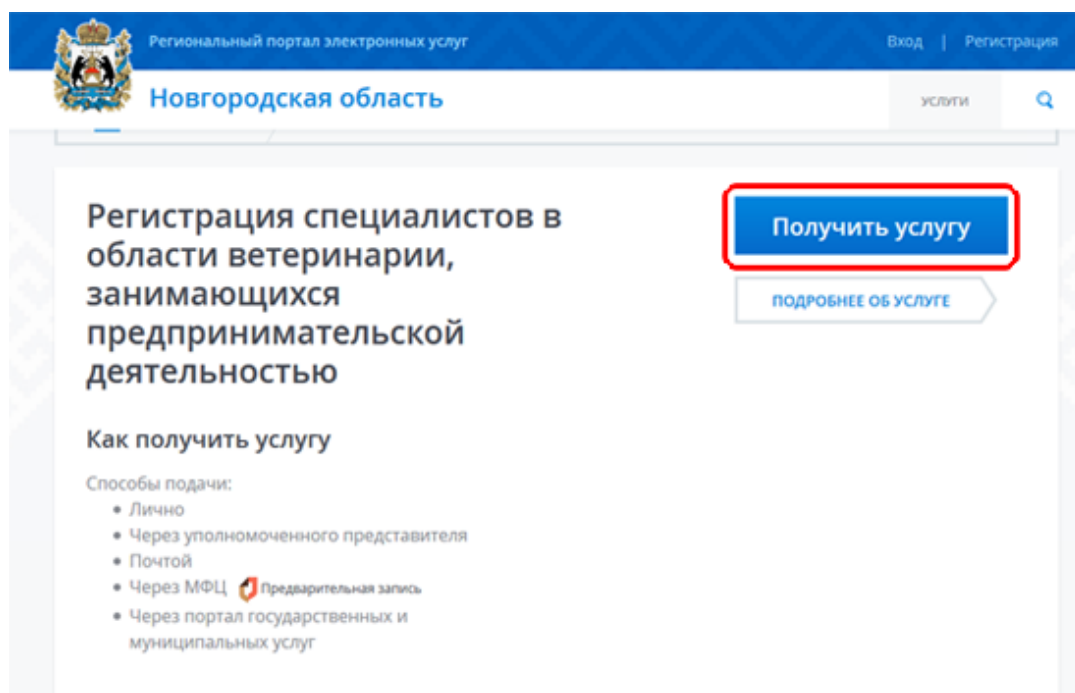 Региональный портал электронных услуг
Вход | Регистрация
Новгородская область
УСЛУГИ
Регистрация специалистов в
области ветеринарии,
занимающихся
предпринимательской
деятельностью
Получить услугу
ПОДРОБНЕЕ ОБ УСЛУГЕ
Как получить услугу
Способы подачи:
• Лично
• Через уполномоченного представителя
• Почтой
• Через МФЦ Предварительная запись
• Через портал государственных и
муниципальных услуг